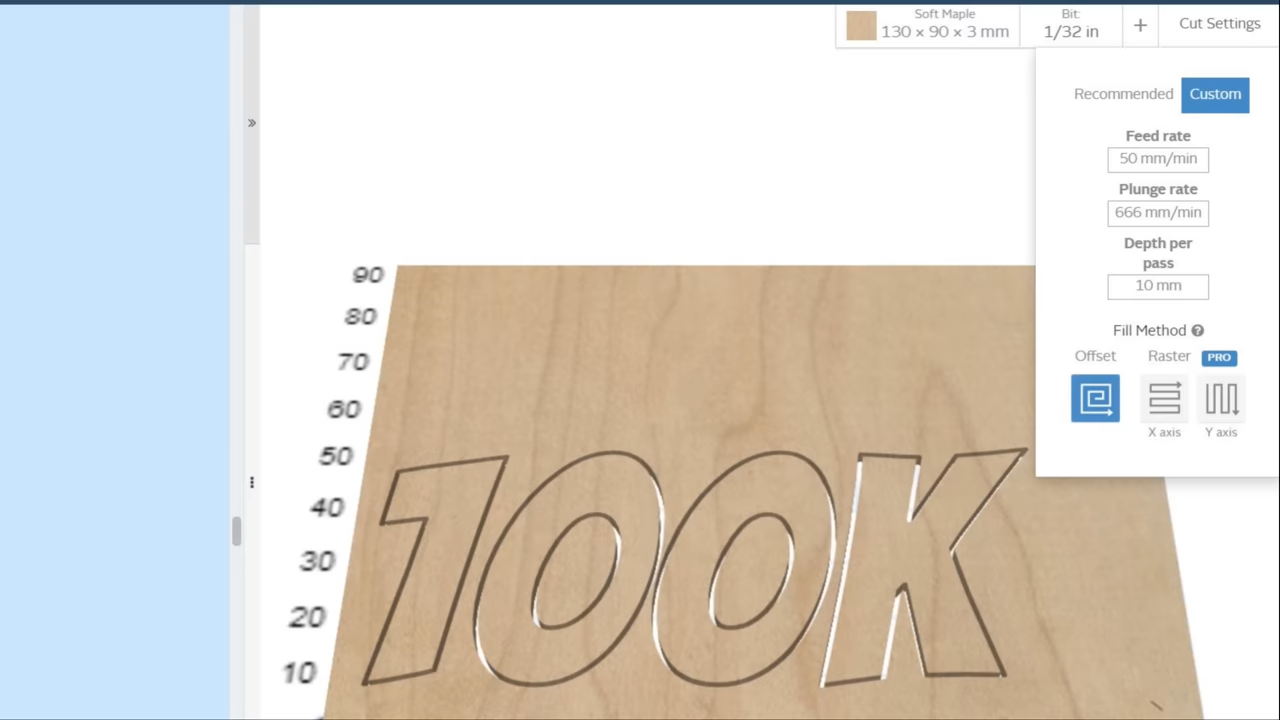 Soft Maple
130 × 90 × 3 mm
Bit:
1/32 in
+
Cut Settings
»
Recommended
Custom
Feed rate
50 mm/min
Plunge rate
666 mm/min
Depth per
pass
10 mm
Fill Method ?
Offset
Raster
PRO
X axis
Y axis
90
80
70
60
50
40
30
20
10
100K